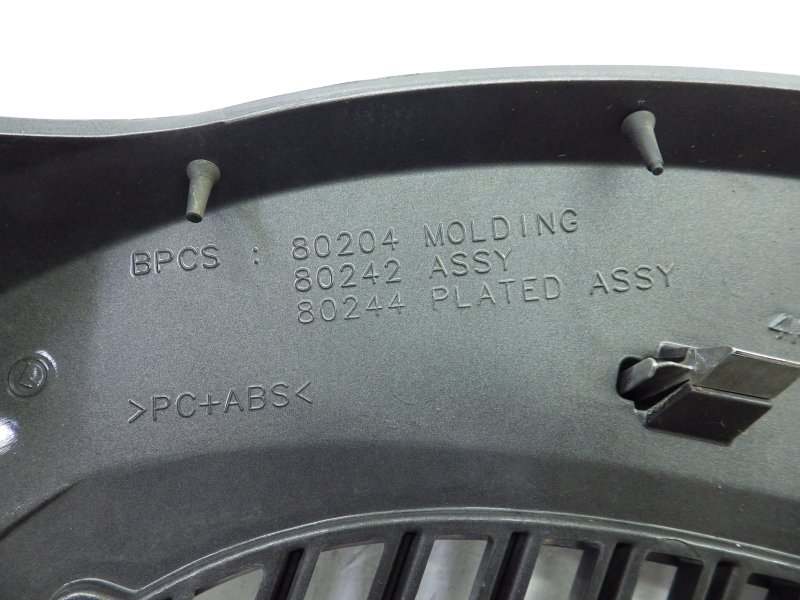 BPCS : 80204 MOLDING
80242 ASSY
80244 PLATED ASSY
>PC+ABS<